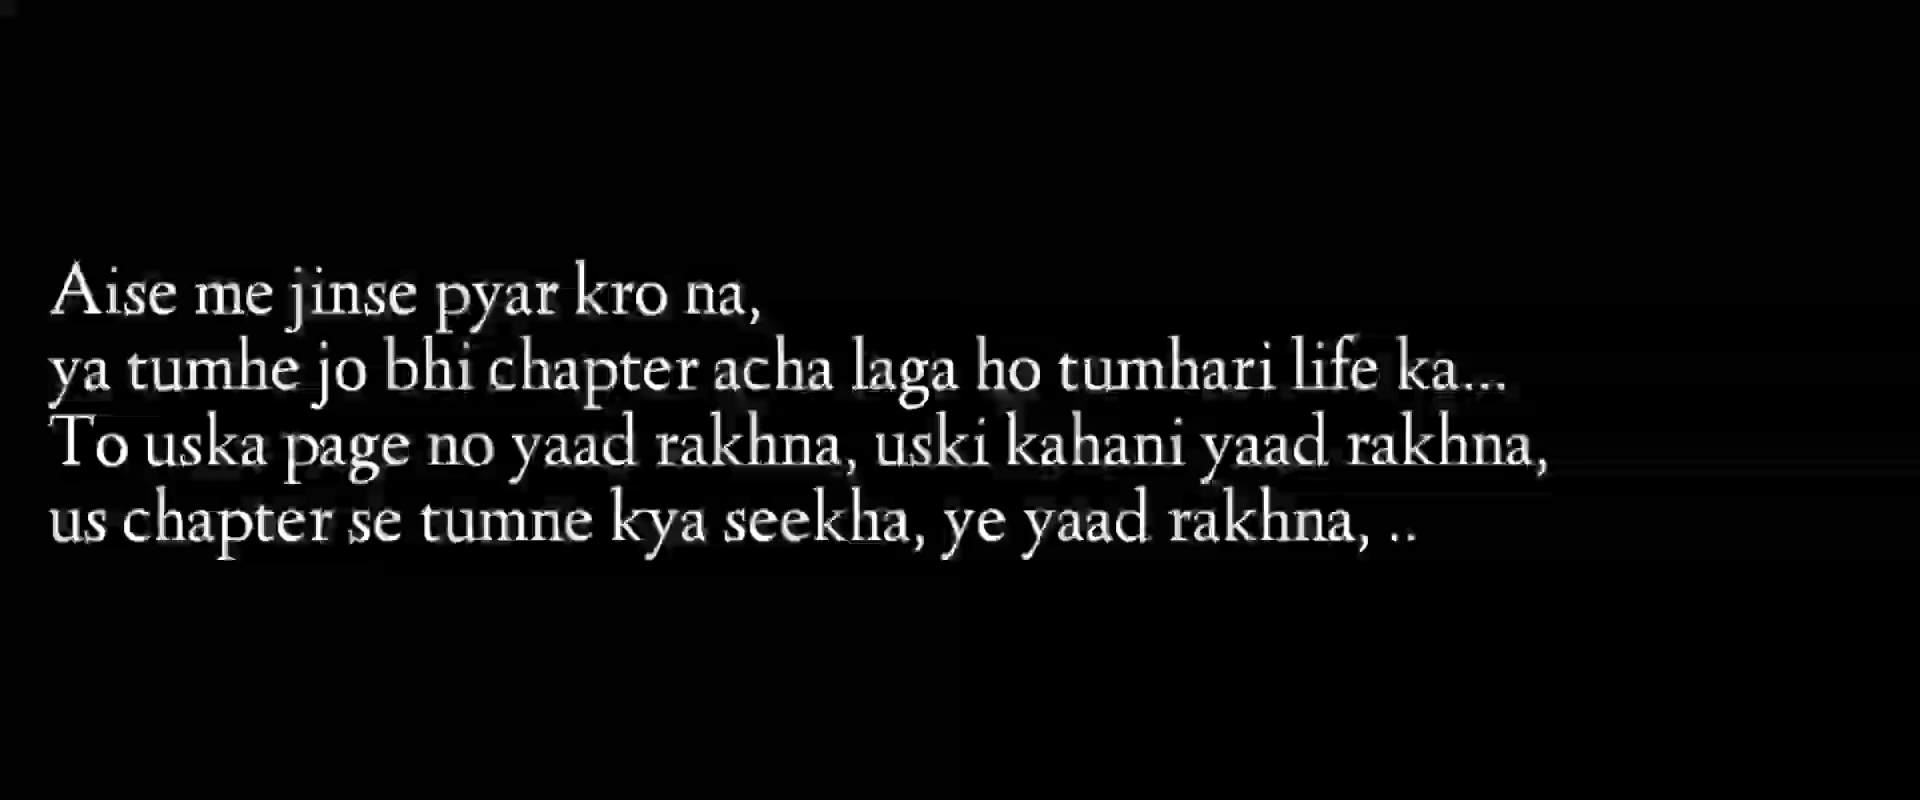 Aise me jinse pyar kro na,
ya tumhe jo bhi chapter acha laga ho tumhari life ka...
To uska page no yaad rakhna, uski kahani yaad rakhna,
us chapter se tumne kya seekha, ye yaad rakhna, ..